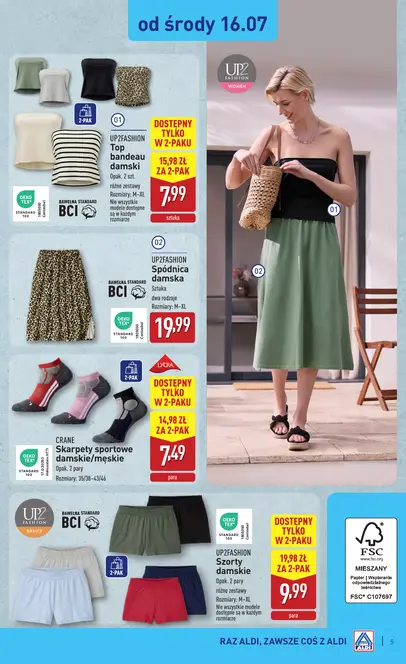 od środy 16.07
UP2
FASHION
WOMEN
2-PAK
01
UP2FASHION
Top
bandeau
damski
Opak. 2 szt.
różne zestawy
Rozmiary: M-XL
Nie wszystkie
modele dostępne
są w każdym
rozmiarze
DOSTĘPNY
TYLKO
W 2-PAKU
15,98 ZŁ
ZA 2-PAK
7,99
sztuka
OEKO
TEX®
STANDARD
100
BAWEŁNA STANDARD
BCI
01
02
02
UP2FASHION
Spódnica
damska
Sztuka
dwa rodzaje
Rozmiary: M-XL
19,99
BAWEŁNA STANDARD
BCI
OEKO
TEX®
STANDARD
100
2-PAK
LYCRA
DOSTĘPNY
TYLKO
W 2-PAKU
14,98 ZŁ
ZA 2-PAK
7,49
para
OEKO
TEX®
STANDARD
100
CRANE
Skarpety sportowe
damskie/męskie
Opak. 2 pary
Rozmiary: 35/38-43/46
UP2
FASHION
BASICS
BAWEŁNA STANDARD
BCI
2-PAK
OEKO
TEX®
STANDARD
100
UP2FASHION
Szorty
damskie
Opak. 2 pary
różne zestawy
Rozmiary: M-XL
Nie wszystkie
modele dostępne
są w każdym
rozmiarze
DOSTĘPNY
TYLKO
W 2-PAKU
19,98 ZŁ
ZA 2-PAK
9,99
para
FSC
www.fsc.org
MIESZANY
Papier | Wspieranie
odpowiedzialnego
leśnictwa
FSC® C107697
RAZ ALDI, ZAWSZE COŚ Z ALDI
ALDI
5